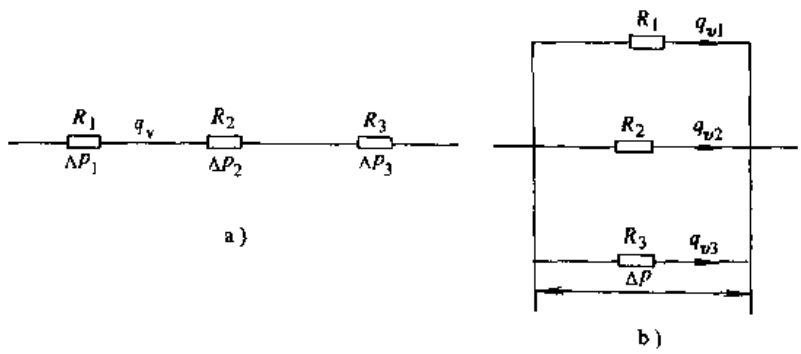 R1 qv R2 R3
Δp1 Δp2 Δp3
a)
R1 qv1
R2 qv2
R3 qv3
Δp
b)